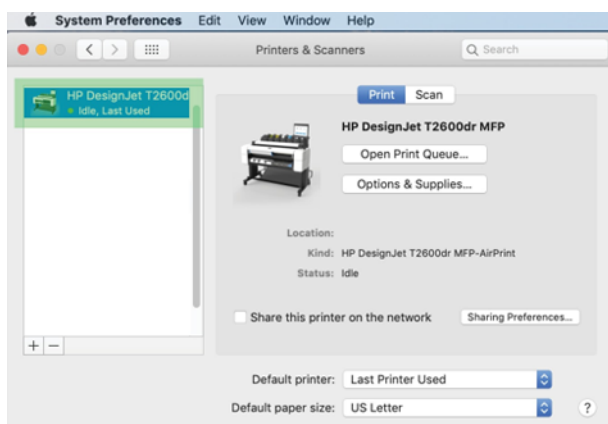 System Preferences Edit View Window Help
Printers & Scanners
Search
HP DesignJet T2600d
Idle, Last Used
Print Scan
HP DesignJet T2600dr MFP
Open Print Queue...
Options & Supplies...
Location:
Kind: HP DesignJet T2600dr MFP-AirPrint
Status: Idle
Share this printer on the network Sharing Preferences...
+ −
Default printer: Last Printer Used
Default paper size: US Letter ?